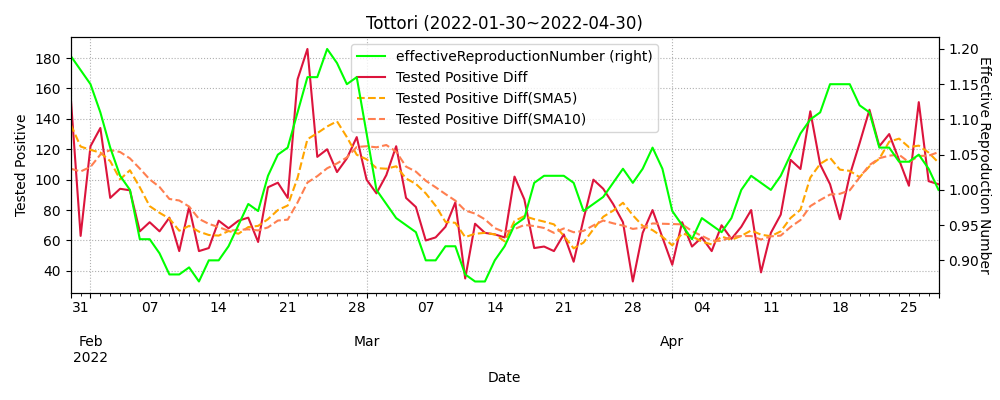 Tottori (2022-01-30~2022-04-30)
effectiveReproductionNumber (right)
Tested Positive Diff
Tested Positive Diff(SMA5)
Tested Positive Diff(SMA10)
Tested Positive
180
160
140
120
100
80
60
40
1.20
1.15
1.10
1.05
1.00
0.95
0.90
Effective Reproduction Number
31 07 14 21 28 07 14 21 28 04 11 18 25
Feb Mar Apr
2022
Date